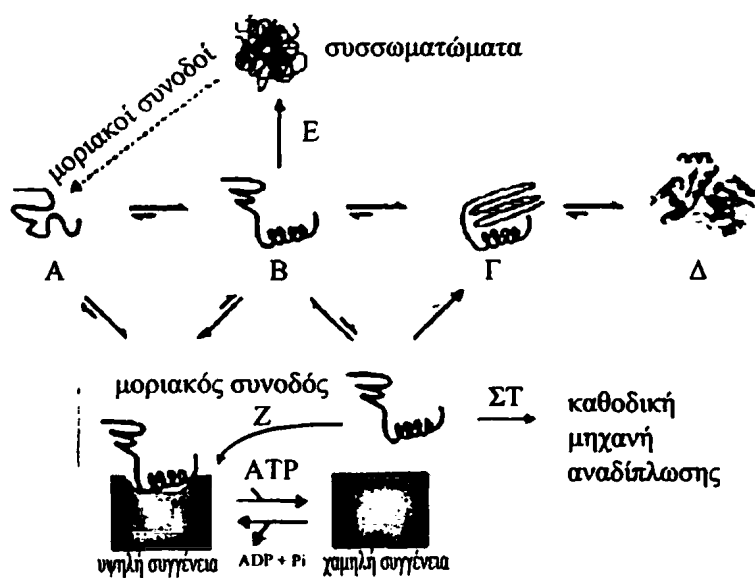 συσσωματώματα
μοριακοί συνοδοί
Ε
Α
Β
Γ
Δ
μοριακός συνοδός
ΣΤ
καθοδική
μηχανή
αναδίπλωσης
Ζ
ATP
ADP + Pi
υψηλή συγγένεια
χαμηλή συγγένεια